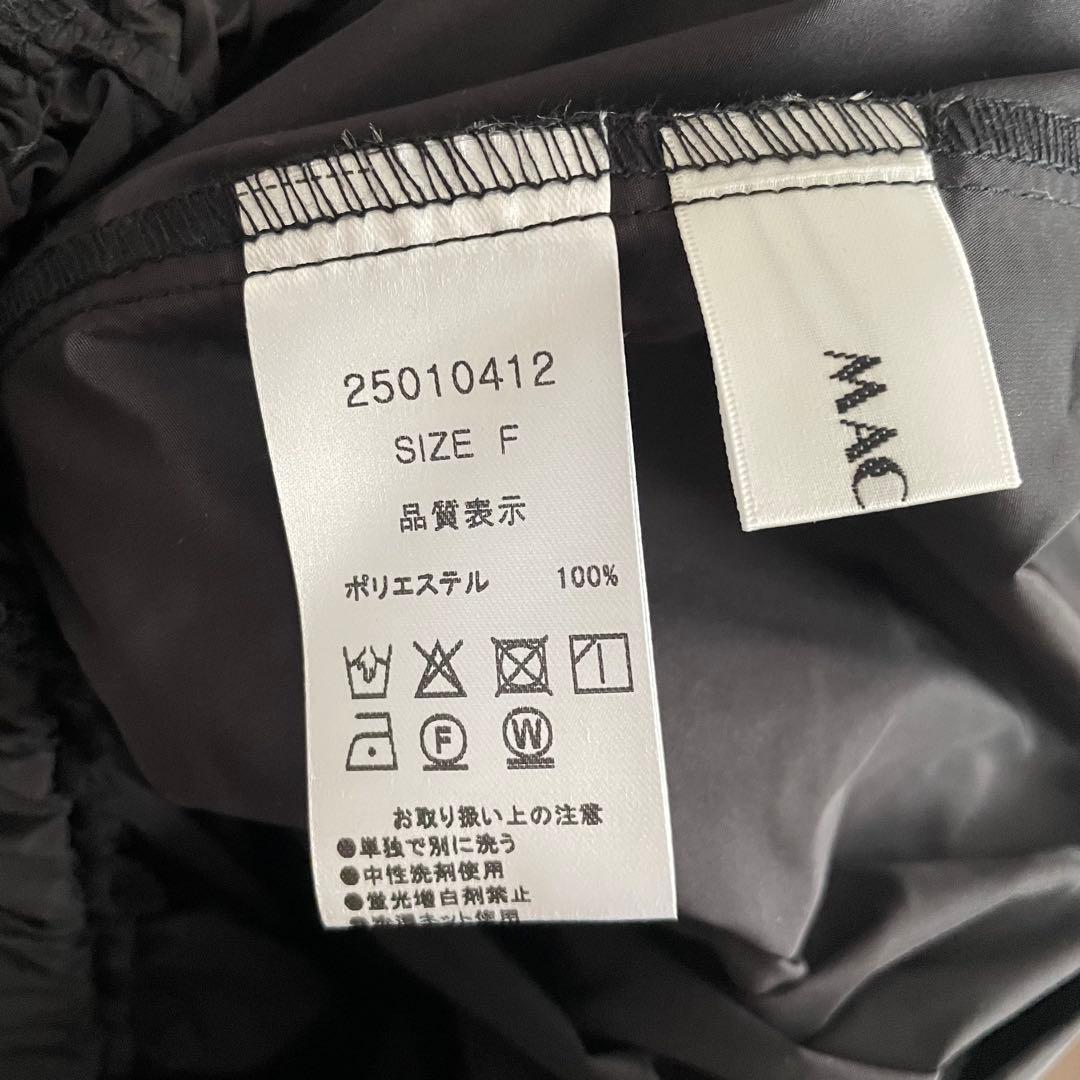 25010412
SIZE F
品質表示
ポリエステル 100%
F
W
お取り扱い上の注意
●単独で別に洗う
●中性洗剤使用
●蛍光増白剤禁止
MAC